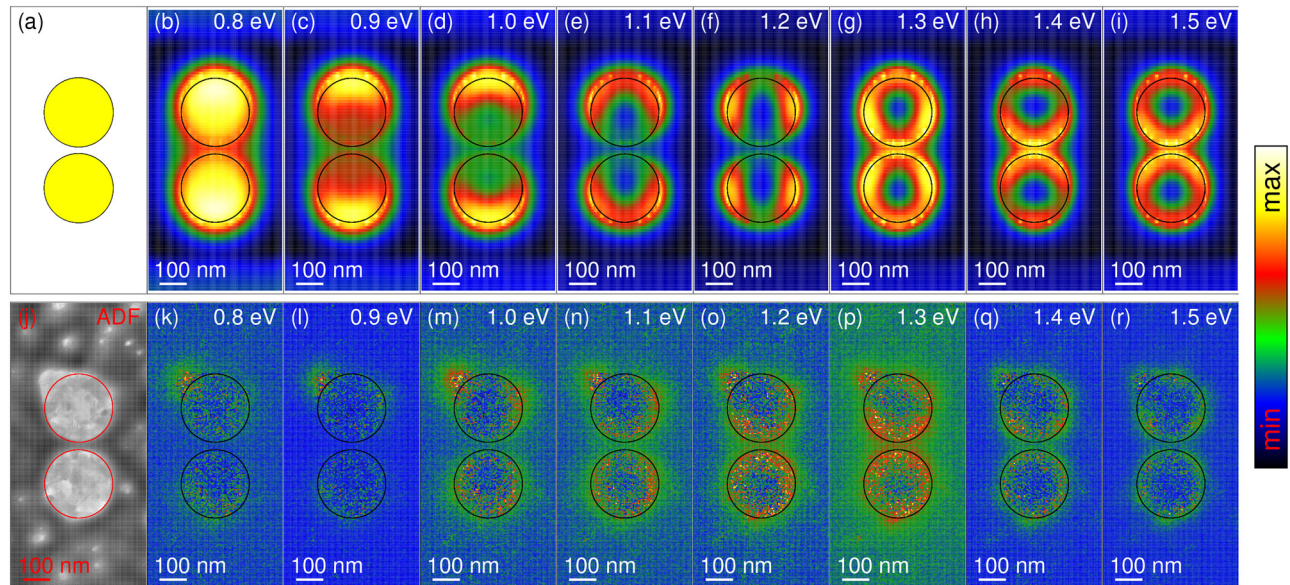 (a)
(b) 0.8 eV
(c) 0.9 eV
(d) 1.0 eV
(e) 1.1 eV
(f) 1.2 eV
(g) 1.3 eV
(h) 1.4 eV
(i) 1.5 eV
100 nm
100 nm
100 nm
100 nm
100 nm
100 nm
100 nm
100 nm
max
min
(j) ADF
(k) 0.8 eV
(l) 0.9 eV
(m) 1.0 eV
(n) 1.1 eV
(o) 1.2 eV
(p) 1.3 eV
(q) 1.4 eV
(r) 1.5 eV
100 nm
100 nm
100 nm
100 nm
100 nm
100 nm
100 nm
100 nm
100 nm